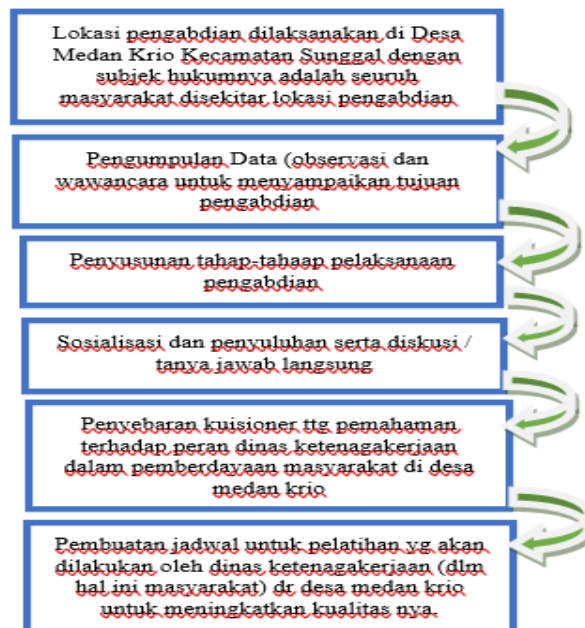 Lokasi pengabdian dilaksanakan di Desa
Medan Krio Kecamatan Sunggal dengan
subjek hukumnya adalah seuruh
masyarakat disekitar lokasi pengabdian
Pengumpulan Data (observasi dan
wawancara untuk menyampaikan tujuan
pengabdian
Penyusunan tahap-tahaap pelaksanaan
pengabdian
Sosialisasi dan penyuluhan serta diskusi /
tanya jawab langsung
Penyebaran kuisioner ttg pemahaman
terhadap peran dinas ketenagakerjaan
dalam pemberdayaan masyarakat di desa
medan krio
Pembuatan jadwal untuk pelatihan yg akan
dilakukan oleh dinas ketenagakerjaan (dlm
hal ini masyarakat) dr desa medan krio
untuk meningkatkan kualitas nya.